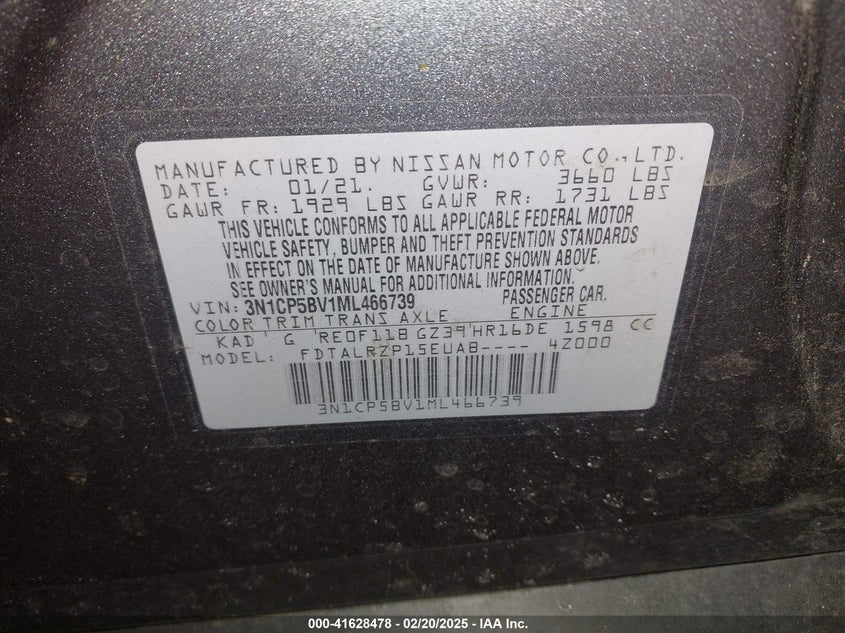 MANUFACTURED BY NISSAN MOTOR CO., LTD.
DATE: 01/21. GVWR: 3660 LBS
GAWR FR: 1929 LBS GAWR RR: 1731 LBS
THIS VEHICLE CONFORMS TO ALL APPLICABLE FEDERAL MOTOR
VEHICLE SAFETY, BUMPER AND THEFT PREVENTION STANDARDS
IN EFFECT ON THE DATE OF MANUFACTURE SHOWN ABOVE.
SEE OWNER'S MANUAL FOR ADDITIONAL INFORMATION.
VIN: 3N1CP5BV1ML466739 PASSENGER CAR.
COLOR TRIM TRANS AXLE ENGINE
KAD G RE0F11B GZ39 HR16DE 1598 CC
MODEL: FDTALRZP15EUAB---- 4Z000
3N1CP5BV1ML466739
000-41628478 - 02/20/2025 - IAA Inc.